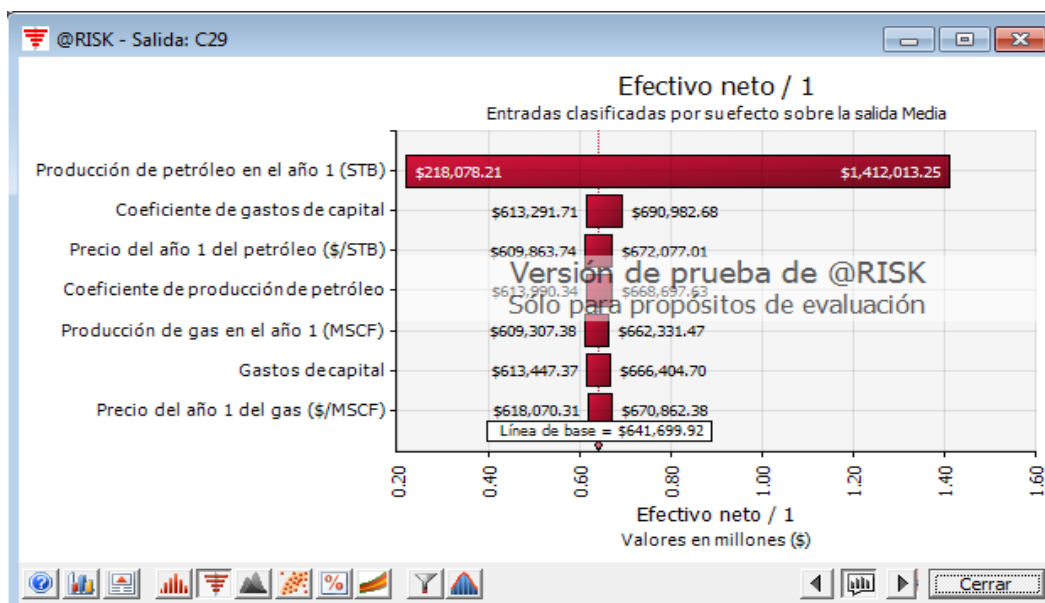 @RISK - Salida: C29
Efectivo neto / 1
Entradas clasificadas por su efecto sobre la salida Media
Producción de petróleo en el año 1 (STB)
$218,078.21
$1,412,013.25
Coeficiente de gastos de capital
$613,291.71
$690,982.68
Precio del año 1 del petróleo ($/STB)
$609,863.74
$672,077.01
Versión de prueba de @RISK
Coeficiente de producción de petróleo
$613,990.34
$668,697.63
Sólo para propósitos de evaluación
Producción de gas en el año 1 (MSCF)
$609,307.38
$662,331.47
Gastos de capital
$613,447.37
$666,404.70
Precio del año 1 del gas ($/MSCF)
$618,070.31
$670,862.38
Línea de base = $641,699.92
0.20
0.40
0.60
0.80
1.00
1.20
1.40
1.60
Efectivo neto / 1
Valores en millones ($)
Cerrar